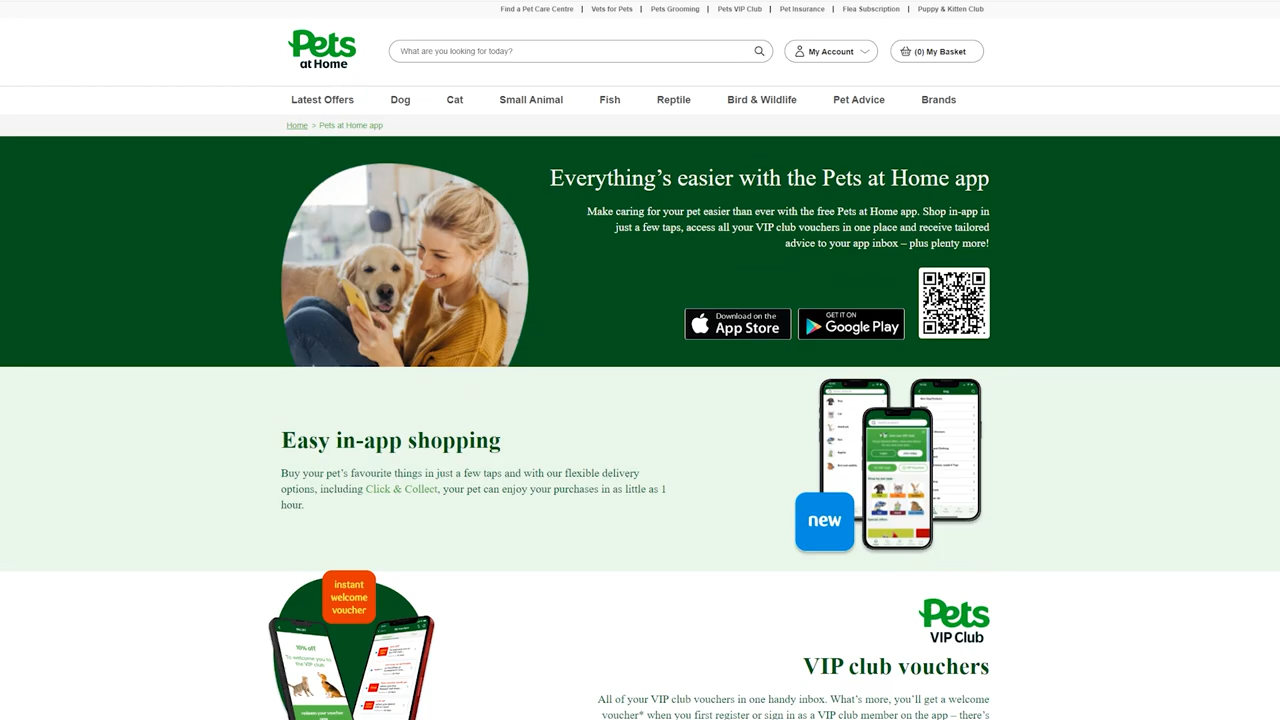 Find a Pet Care Centre | Vets for Pets | Pets Grooming | Pets VIP Club | Pet Insurance | Flea Subscription | Puppy & Kitten Club
Pets
at Home
What are you looking for today?
My Account
(0) My Basket
Latest Offers Dog Cat Small Animal Fish Reptile Bird & Wildlife Pet Advice Brands
Home > Pets at Home app
Everything's easier with the Pets at Home app
Make caring for your pet easier than ever with the free Pets at Home app. Shop in-app in
just a few taps, access all your VIP club vouchers in one place and receive tailored
advice to your app inbox – plus plenty more!
Download on the
App Store
GET IT ON
Google Play
Easy in-app shopping
Buy your pet's favourite things in just a few taps and with our flexible delivery
options, including Click & Collect, your pet can enjoy your purchases in as little as 1
hour.
new
instant
welcome
voucher
10% off
To welcome you to
the VIP club
Pets
VIP Club
VIP club vouchers
All of your VIP club vouchers in one handy inbox. What's more, you'll get a welcome
voucher* when you first register or sign in as a VIP club member on the app – there's